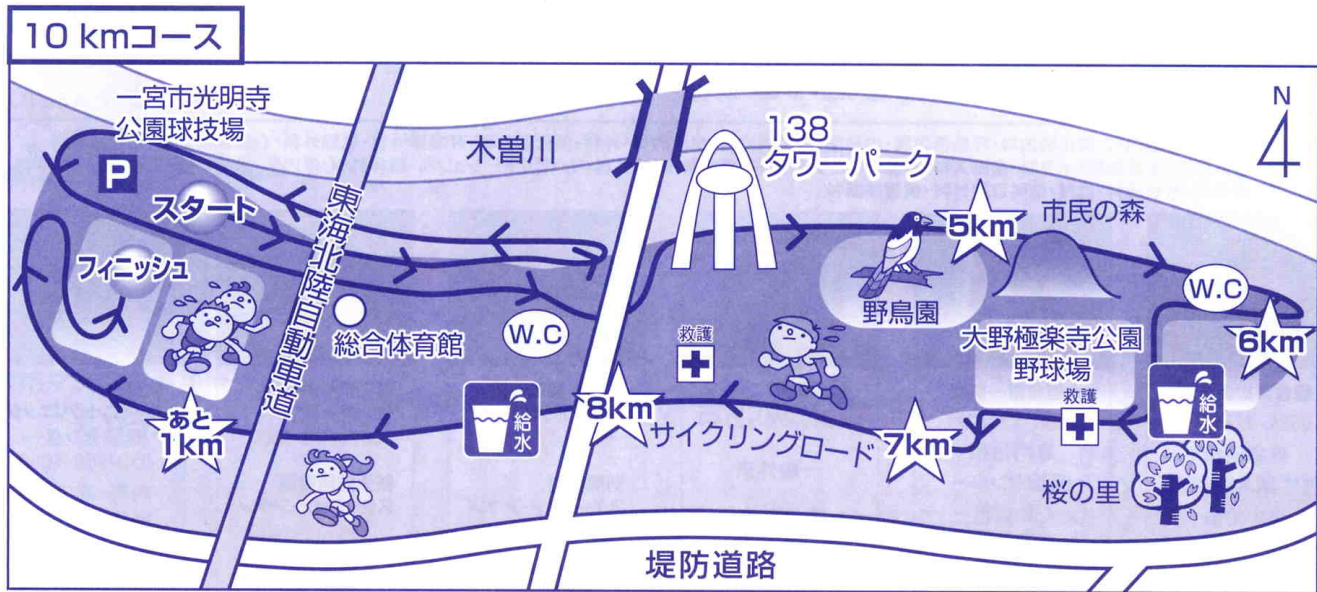 10 kmコース
一宮市光明寺
公園球技場
P
スタート
フィニッシュ
東海北陸自動車道
木曽川
138
タワーパーク
N
5km
市民の森
野鳥園
W.C
総合体育館
W.C
6km
大野極楽寺公園
野球場
救護
救護
給水
給水
8km
7km
サイクリングロード
あと
1km
桜の里
堤防道路